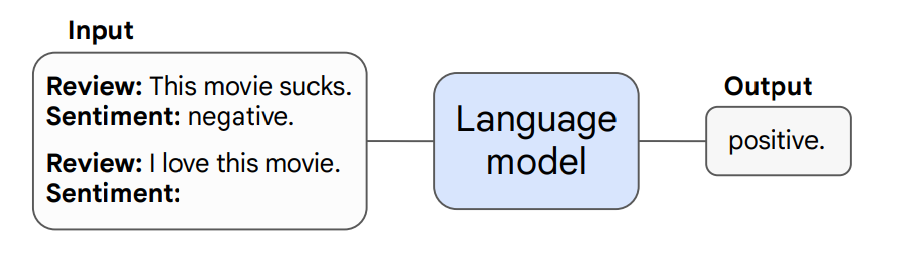 Input
Review: This movie sucks.
Sentiment: negative.
Review: I love this movie.
Sentiment:
Language
model
Output
positive.